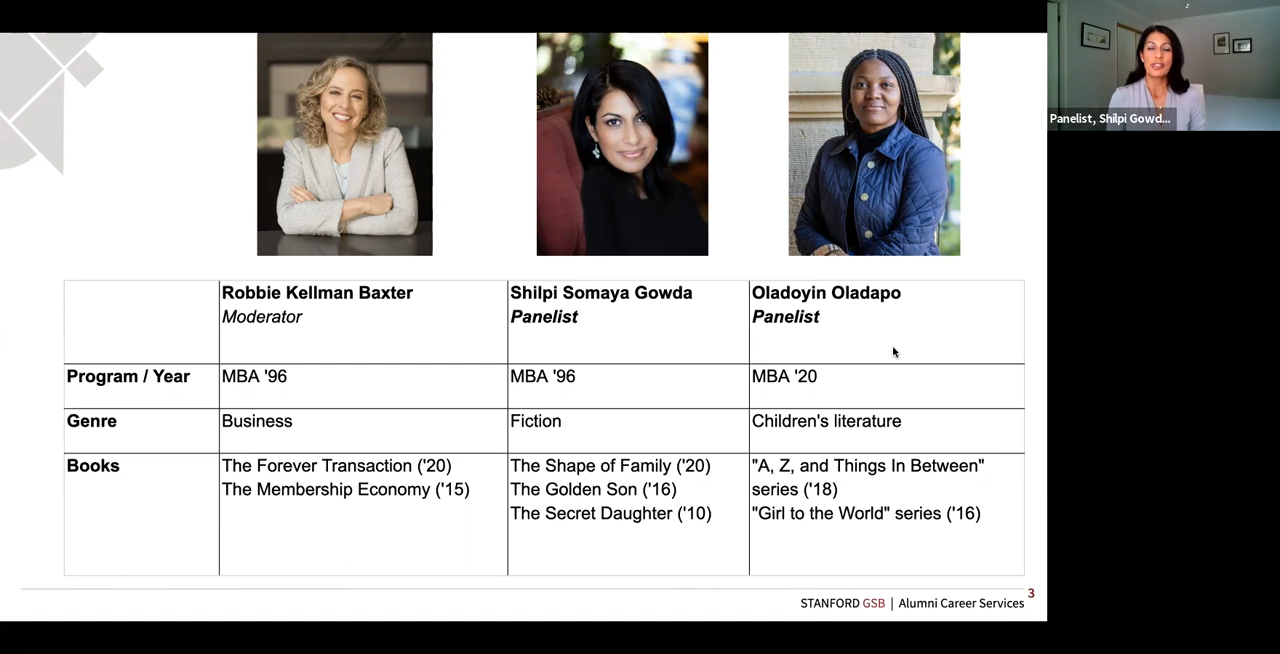 Panelist, Shilpi Gowd...
Robbie Kellman Baxter
Moderator
Shilpi Somaya Gowda
Panelist
Oladoyin Oladapo
Panelist
Program / Year
MBA '96
MBA '96
MBA '20
Genre
Business
Fiction
Children's literature
Books
The Forever Transaction ('20)
The Membership Economy ('15)
The Shape of Family ('20)
The Golden Son ('16)
The Secret Daughter ('10)
"A, Z, and Things In Between"
series ('18)
"Girl to the World" series ('16)
STANFORD GSB | Alumni Career Services
3